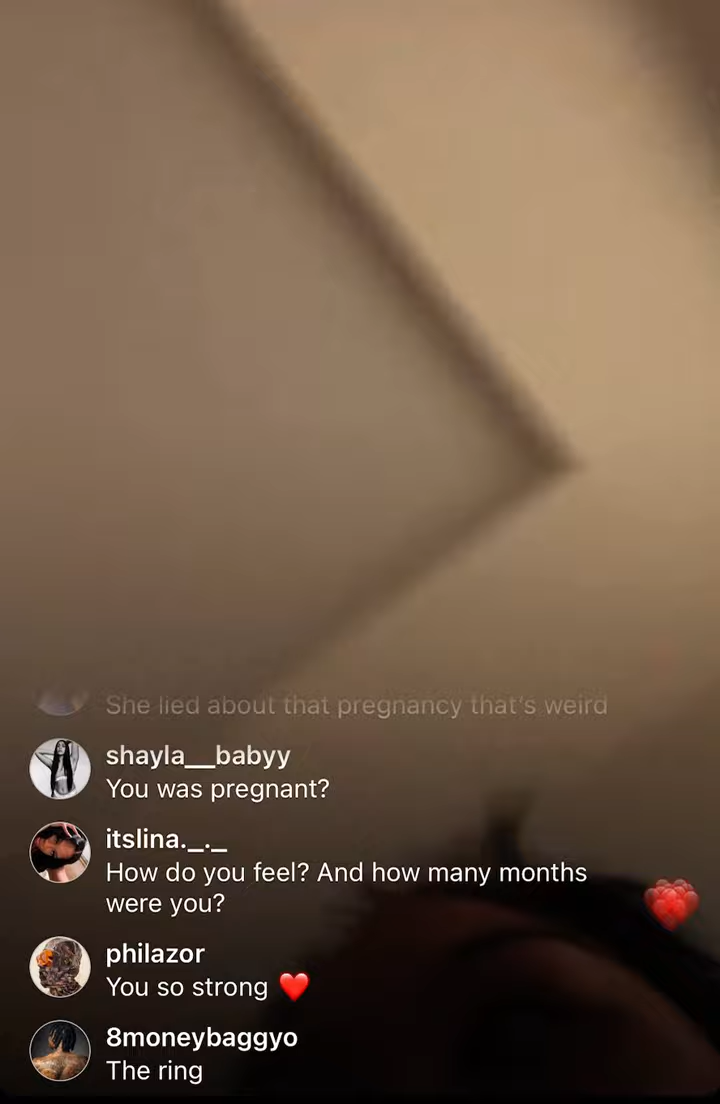 She lied about that pregnancy that's weird
shayla__babyy
You was pregnant?
itslina._._
How do you feel? And how many months
were you?
philazor
You so strong ❤️
8moneybaggyo
The ring